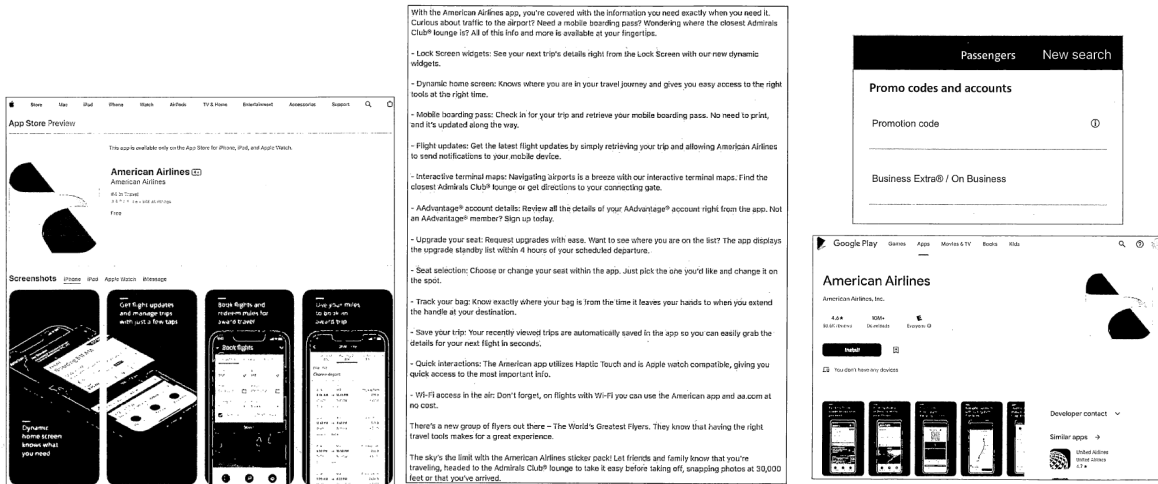 Store Mac iPad iPhone Watch AirPods TV & Home Entertainment Accessories Support
App Store Preview
This app is available only on the App Store for iPhone, iPad, and Apple Watch.
American Airlines 4+
American Airlines
in Travel
Free
Screenshots iPhone iPad Apple Watch iMessage
Dynamic
home screen
knows what
you need
Get flight updates
and manage trips
with just a few taps
Book flights and
redeem miles for
award travel
Book flights
Use your miles
to book an
award trip
With the American Airlines app, you're covered with the information you need exactly when you need it.
Curious about traffic to the airport? Need a mobile boarding pass? Wondering where the closest Admirals
Club® lounge is? All of this info and more is available at your fingertips.
- Lock Screen widgets: See your next trip's details right from the Lock Screen with our new dynamic
widgets.
- Dynamic home screen: Knows where you are in your travel journey and gives you easy access to the right
tools at the right time.
- Mobile boarding pass: Check in for your trip and retrieve your mobile boarding pass. No need to print,
and it's updated along the way.
- Flight updates: Get the latest flight updates by simply retrieving your trip and allowing American Airlines
to send notifications to your mobile device.
- Interactive terminal maps: Navigating airports is a breeze with our interactive terminal maps. Find the
closest Admirals Club® lounge or get directions to your connecting gate.
- AAdvantage® account details: Review all the details of your AAdvantage® account right from the app. Not
an AAdvantage® member? Sign up today.
- Upgrade your seat: Request upgrades with ease. Want to see where you are on the list? The app displays
the upgrade standby list within 4 hours of your scheduled departure.
- Seat selection: Choose or change your seat within the app. Just pick the one you'd like and change it on
the spot.
- Track your bag: Know exactly where your bag is from the time it leaves your hands to when you extend
the handle at your destination.
- Save your trip: Your recently viewed trips are automatically saved in the app so you can easily grab the
details for your next flight in seconds.
- Quick interactions: The American app utilizes Haptic Touch and is Apple watch compatible, giving you
quick access to the most important info.
- Wi-Fi access in the air: Don't forget, on flights with Wi-Fi you can use the American app and aa.com at
no cost.
There's a new group of flyers out there – The World's Greatest Flyers. They know that having the right
travel tools makes for a great experience.
The sky's the limit with the American Airlines sticker pack! Let friends and family know that you're
traveling, headed to the Admirals Club® lounge to take it easy before taking off, snapping photos at 30,000
feet or that you've arrived.
Passengers New search
Promo codes and accounts
Promotion code
Business Extra® / On Business
Google Play Games Apps Movies & TV Books Kids
American Airlines
American Airlines, Inc.
4.6★ 10M+ E
reviews Downloads Everyone
Install
You don't have any devices
Developer contact
Similar apps
United Airlines
United Airlines